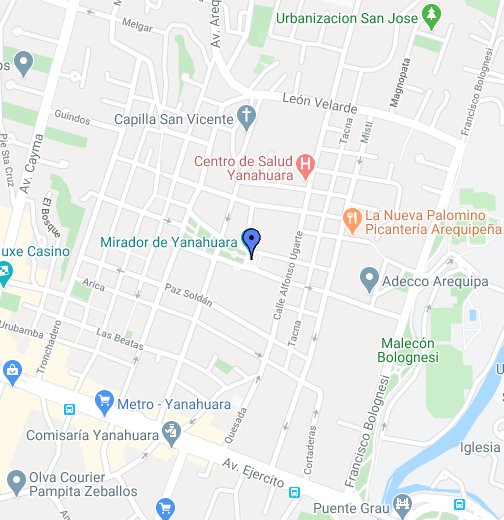 Urbanizacion San Jose
Melgar
Av. Arequ
os
Magnopata
Francisco Bolognesi
León Velarde
Guindos
Capilla San Vicente
Tacna
Misti
Pje Sta Cruz
Av. Cayma
Centro de Salud
Yanahuara
El Bosque
La Nueva Palomino
Picantería Arequipeña
Mirador de Yanahuara
uxe Casino
Calle Alfonso Ugarte
Arica
Paz Soldán
Adecco Arequipa
Urubamba
Tronchadero
Las Beatas
Tacna
Malecón
Bolognesi
U
Metro - Yanahuara
Francisco Bolognesi
Quesada
Comisaría Yanahuara
Cortaderas
Iglesia
Av. Ejercito
Olva Courier
Pampita Zeballos
Puente Grau